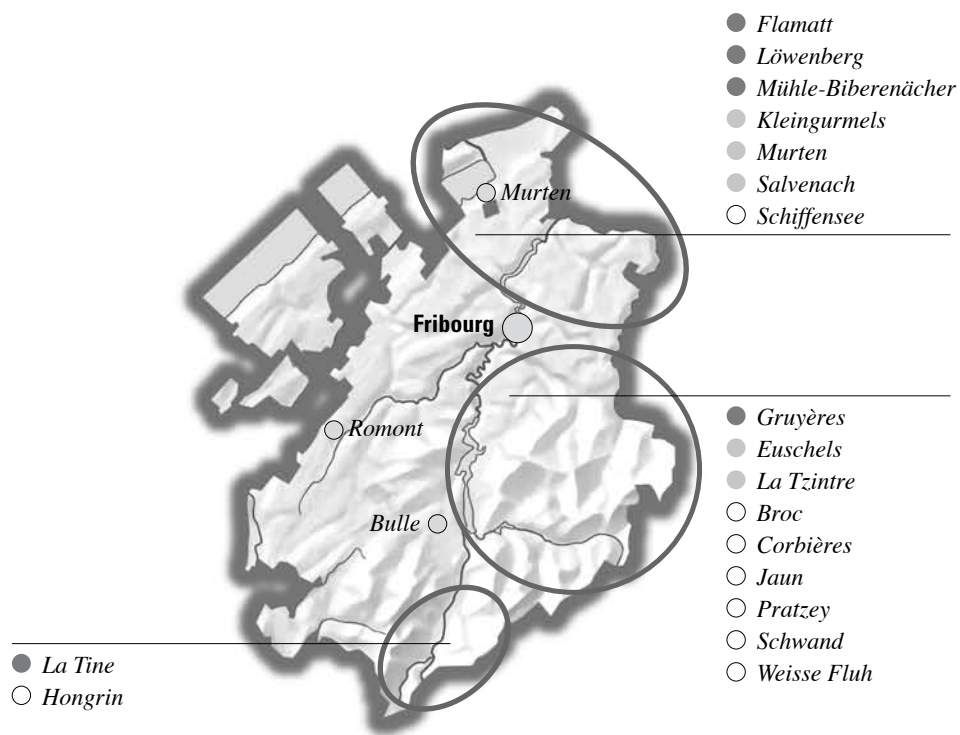 Flamatt
Löwenberg
Mühle-Biberenächer
Kleingurmels
Murten
Salvenach
Schiffensee
Murten
Fribourg
Romont
Bulle
Gruyères
Euschels
La Tzintre
Broc
Corbières
Jaun
Pratzey
Schwand
Weisse Fluh
La Tine
Hongrin